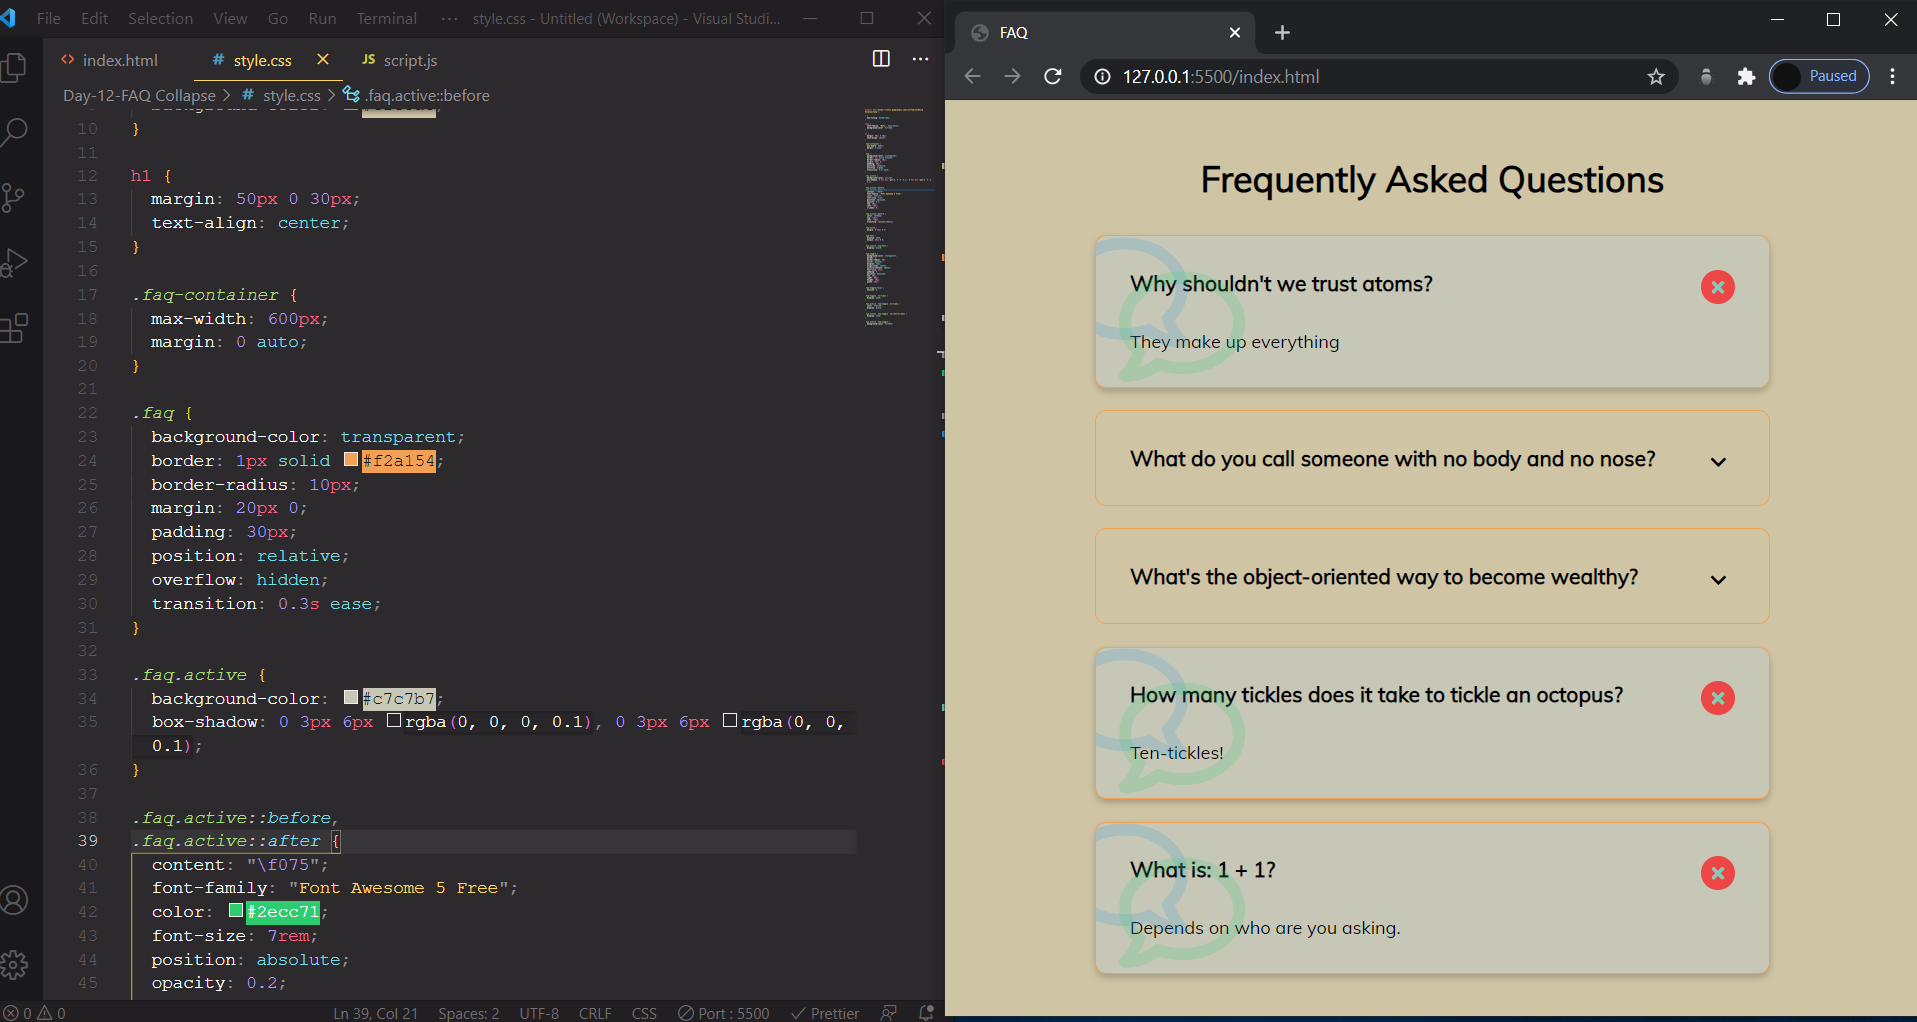 File Edit Selection View Go Run Terminal ··· style.css - Untitled (Workspace) - Visual Studi...
index.html # style.css JS script.js
Day-12-FAQ Collapse > # style.css > .faq.active::before
10 }
11
12 h1 {
13 margin: 50px 0 30px;
14 text-align: center;
15 }
16
17 .faq-container {
18 max-width: 600px;
19 margin: 0 auto;
20 }
21
22 .faq {
23 background-color: transparent;
24 border: 1px solid #f2a154;
25 border-radius: 10px;
26 margin: 20px 0;
27 padding: 30px;
28 position: relative;
29 overflow: hidden;
30 transition: 0.3s ease;
31 }
32
33 .faq.active {
34 background-color: #c7c7b7;
35 box-shadow: 0 3px 6px rgba(0, 0, 0, 0.1), 0 3px 6px rgba(0, 0,
0.1);
36 }
37
38 .faq.active::before,
39 .faq.active::after {
40 content: "\f075";
41 font-family: "Font Awesome 5 Free";
42 color: #2ecc71;
43 font-size: 7rem;
44 position: absolute;
45 opacity: 0.2;
0 0 Ln 39, Col 21 Spaces: 2 UTF-8 CRLF CSS Port : 5500 Prettier
FAQ
127.0.0.1:5500/index.html Paused
Frequently Asked Questions
Why shouldn't we trust atoms?
They make up everything
What do you call someone with no body and no nose?
What's the object-oriented way to become wealthy?
How many tickles does it take to tickle an octopus?
Ten-tickles!
What is: 1 + 1?
Depends on who are you asking.